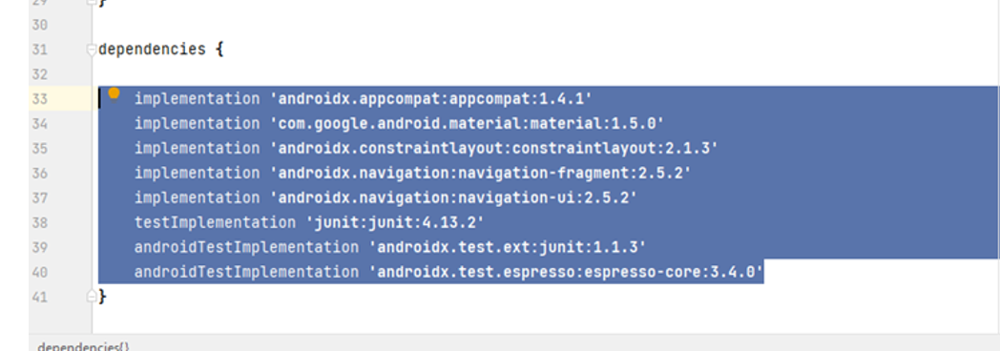 29 }
30
31 dependencies {
32
33 implementation 'androidx.appcompat:appcompat:1.4.1'
34 implementation 'com.google.android.material:material:1.5.0'
35 implementation 'androidx.constraintlayout:constraintlayout:2.1.3'
36 implementation 'androidx.navigation:navigation-fragment:2.5.2'
37 implementation 'androidx.navigation:navigation-ui:2.5.2'
38 testImplementation 'junit:junit:4.13.2'
39 androidTestImplementation 'androidx.test.ext:junit:1.1.3'
40 androidTestImplementation 'androidx.test.espresso:espresso-core:3.4.0'
41 }
dependencies{}